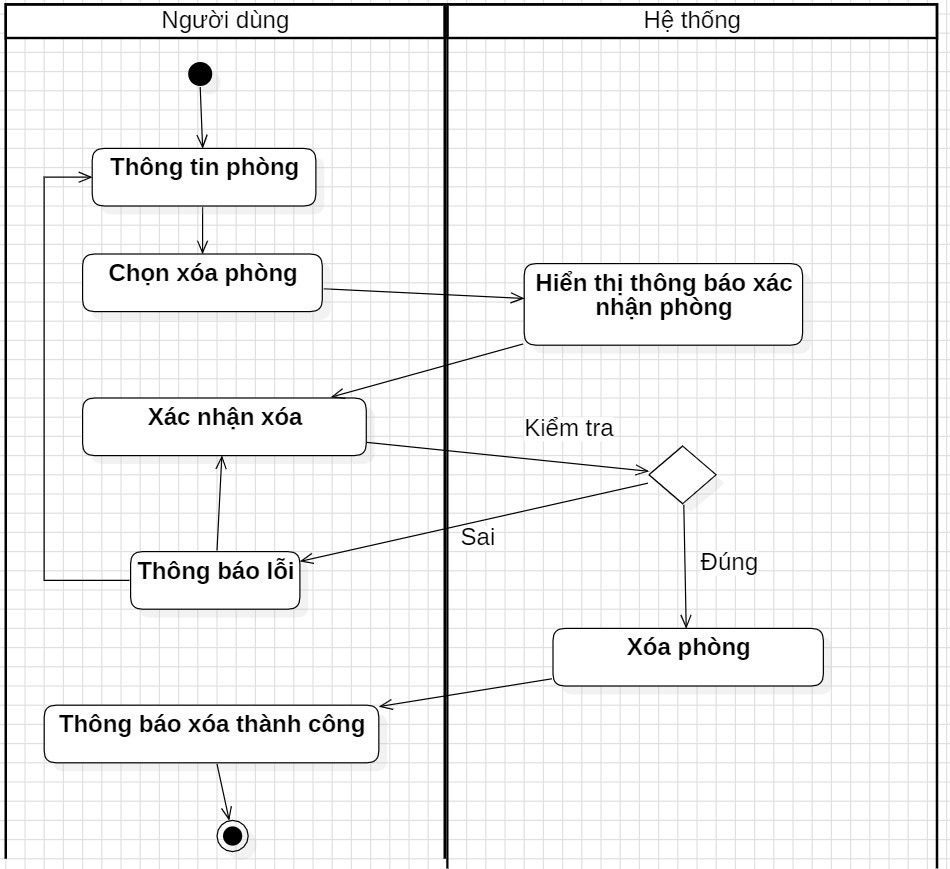 Người dùng
Hệ thống
Thông tin phòng
Chọn xóa phòng
Hiển thị thông báo xác
nhận phòng
Xác nhận xóa
Kiểm tra
Sai
Thông báo lỗi
Đúng
Xóa phòng
Thông báo xóa thành công